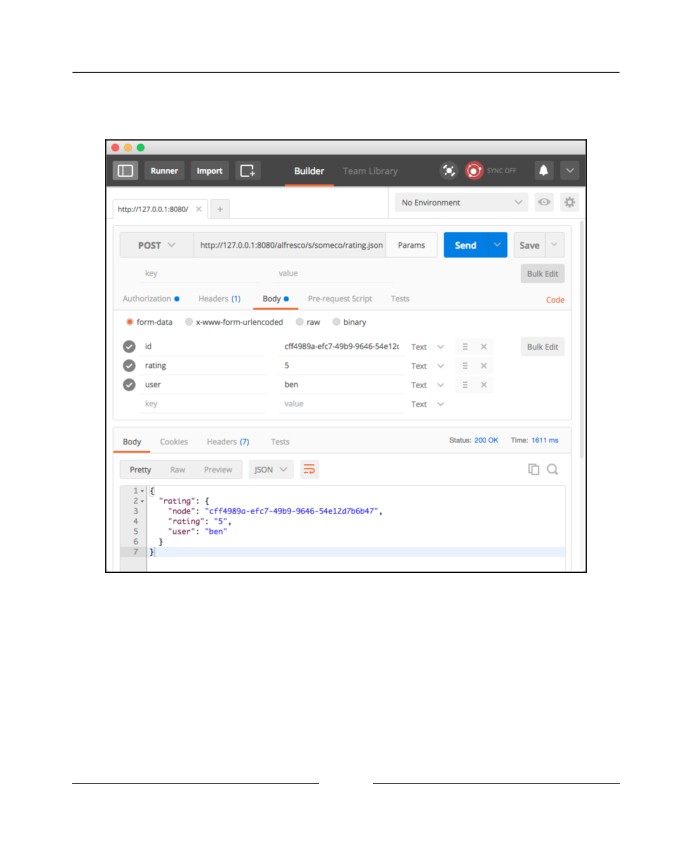 Runner Import Builder Team Library SYNC OFF
http://127.0.0.1:8080/ No Environment
POST http://127.0.0.1:8080/alfresco/s/someco/rating.json Params Send Save
key value Bulk Edit
Authorization Headers (1) Body Pre-request Script Tests Code
form-data x-www-form-urlencoded raw binary
id cff4989a-efc7-49b9-9646-54e12c Text Bulk Edit
rating 5 Text
user ben Text
key value Text
Body Cookies Headers (7) Tests Status: 200 OK Time: 1611 ms
Pretty Raw Preview JSON
1 {
2 "rating": {
3 "node": "cff4989a-efc7-49b9-9646-54e12d7b6b47",
4 "rating": "5",
5 "user": "ben"
6 }
7 }